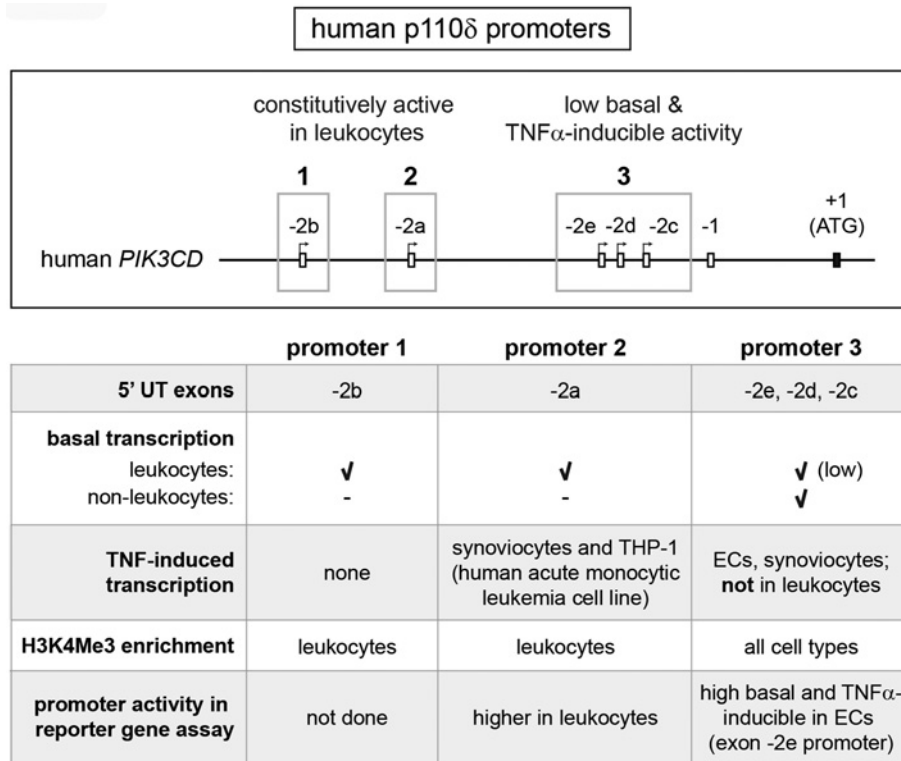 human p110δ promoters
constitutively active
in leukocytes
low basal &
TNFα-inducible activity
1
2
3
+1
(ATG)
-2b
-2a
-2e
-2d
-2c
-1
human PIK3CD
promoter 1
promoter 2
promoter 3
5' UT exons
-2b
-2a
-2e, -2d, -2c
basal transcription
leukocytes:
√
√
√ (low)
non-leukocytes:
-
-
√
TNF-induced
transcription
none
synoviocytes and THP-1
(human acute monocytic
leukemia cell line)
ECs, synoviocytes;
not in leukocytes
H3K4Me3 enrichment
leukocytes
leukocytes
all cell types
promoter activity in
reporter gene assay
not done
higher in leukocytes
high basal and TNFα-
inducible in ECs
(exon -2e promoter)